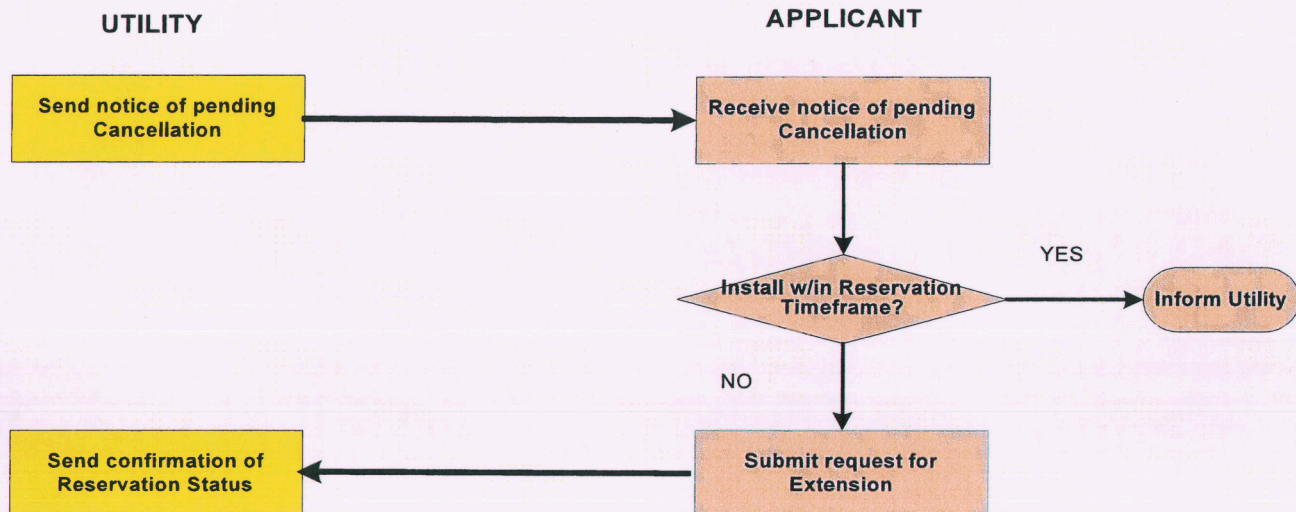 UTILITY
APPLICANT
Send notice of pending
Cancellation
Receive notice of pending
Cancellation
Install w/in Reservation
Timeframe?
YES
Inform Utility
NO
Submit request for
Extension
Send confirmation of
Reservation Status